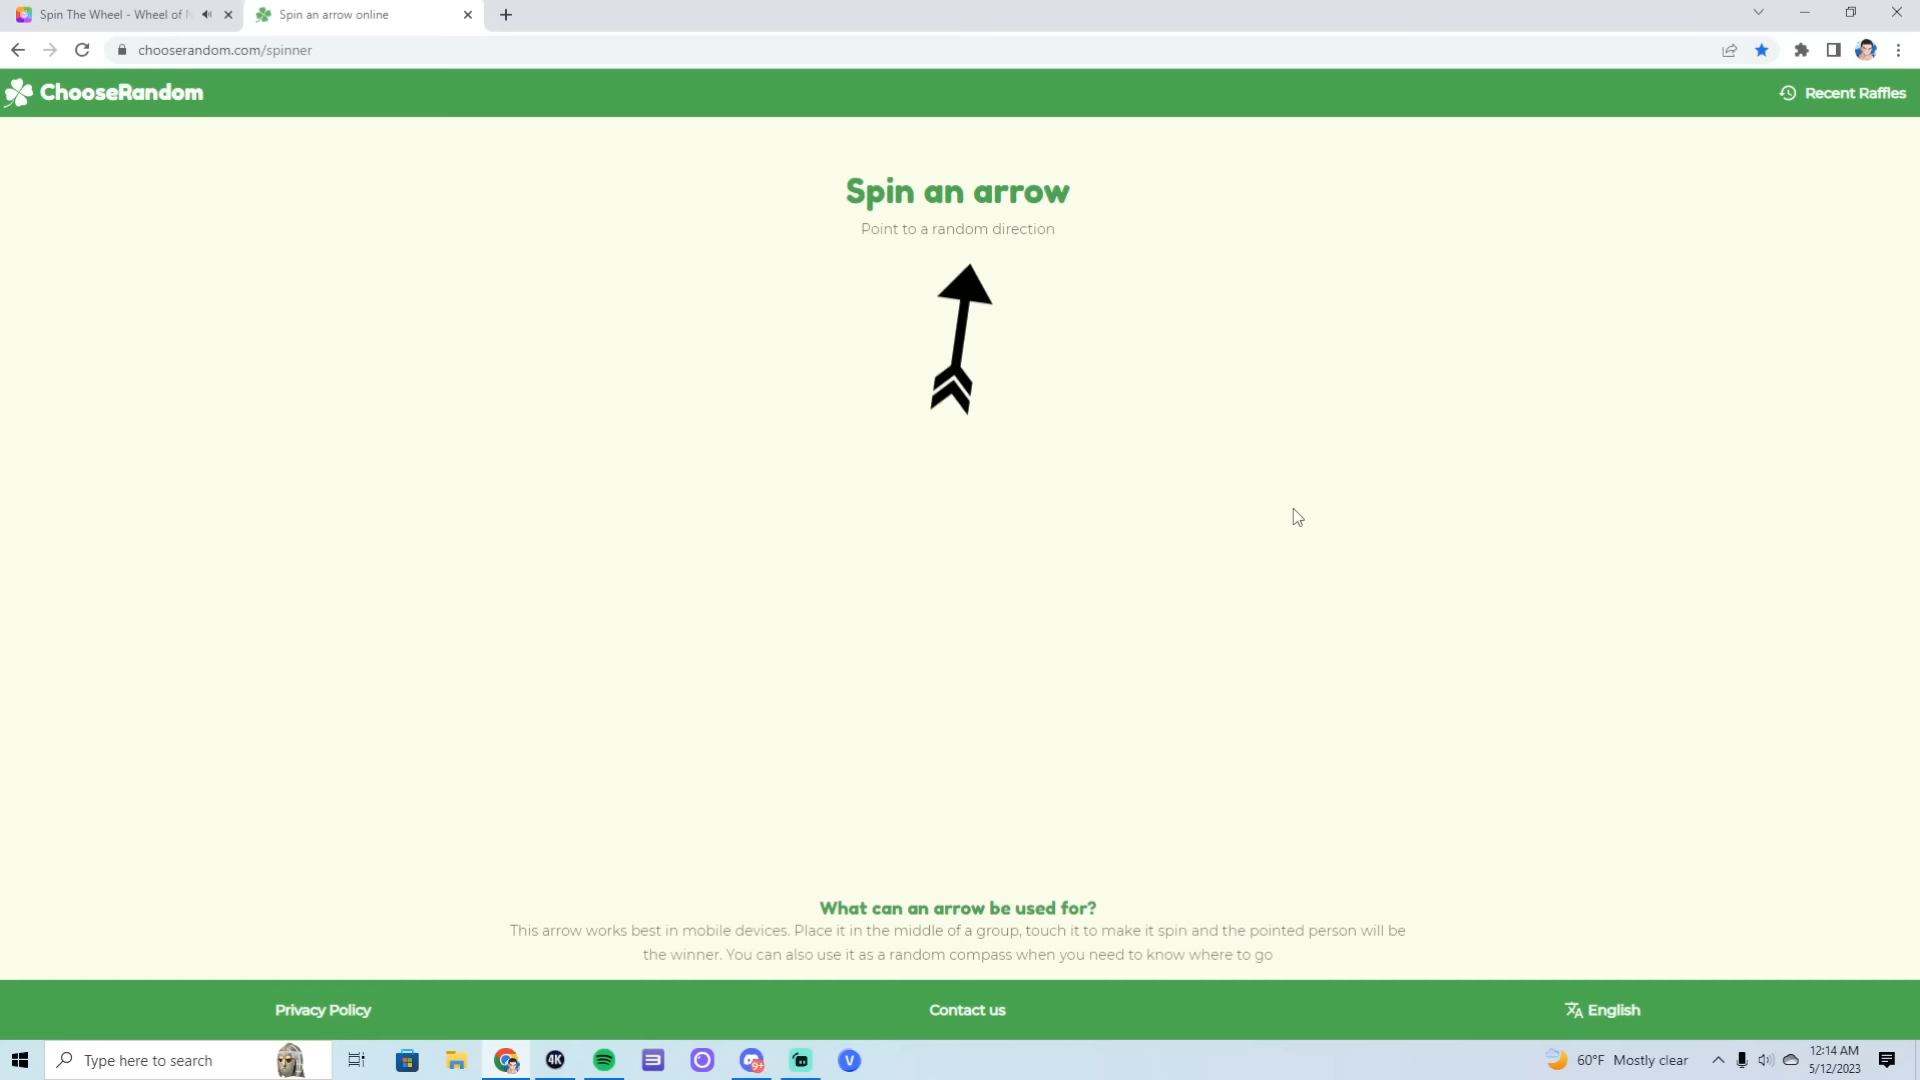 Spin The Wheel - Wheel of
Spin an arrow online
chooserandom.com/spinner
ChooseRandom
Recent Raffles
Spin an arrow
Point to a random direction
What can an arrow be used for?
This arrow works best in mobile devices. Place it in the middle of a group, touch it to make it spin and the pointed person will be
the winner. You can also use it as a random compass when you need to know where to go
Privacy Policy
Contact us
English
Type here to search
4K
9+
V
60°F Mostly clear
12:14 AM
5/12/2023